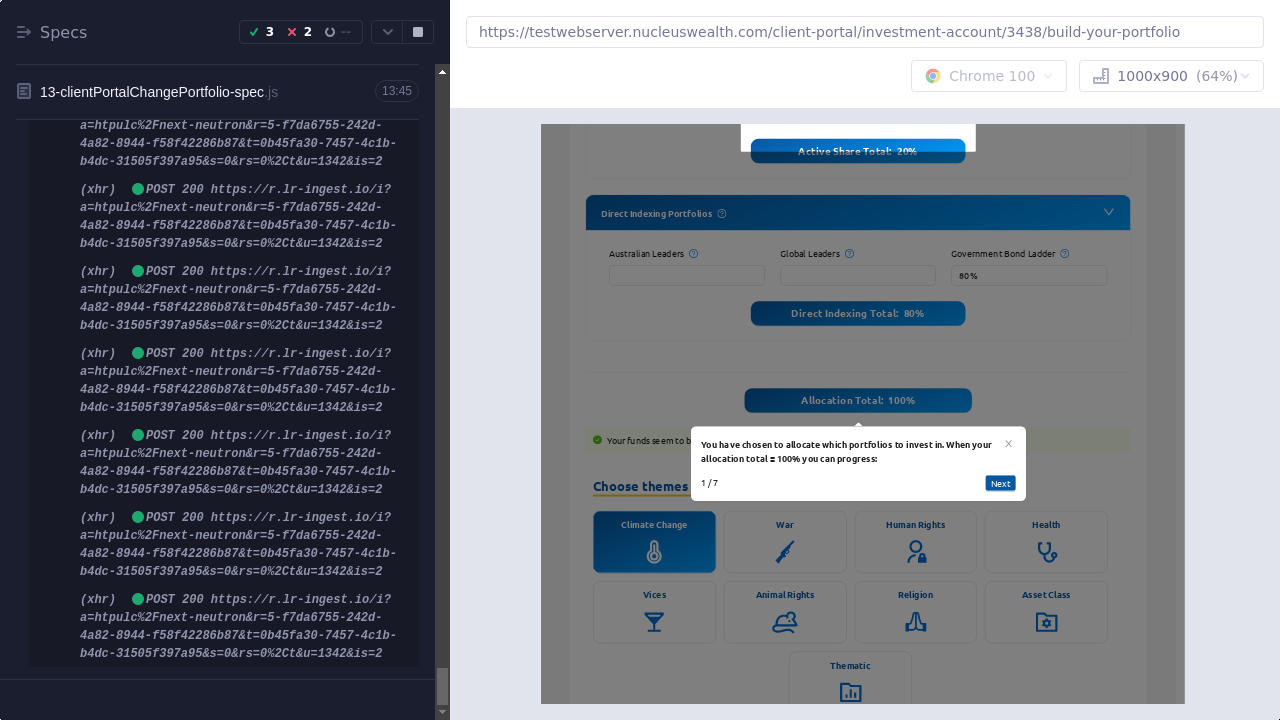 Specs
3
2
--
13-clientPortalChangePortfolio-spec.js
13:45
a=htpulc%2Fnext-neutron&r=5-f7da6755-242d-
4a82-8944-f58f42286b87&t=0b45fa30-7457-4c1b-
b4dc-31505f397a95&s=0&rs=0%2Ct&u=1342&is=2
(xhr) POST 200 https://r.lr-ingest.io/i?
a=htpulc%2Fnext-neutron&r=5-f7da6755-242d-
4a82-8944-f58f42286b87&t=0b45fa30-7457-4c1b-
b4dc-31505f397a95&s=0&rs=0%2Ct&u=1342&is=2
(xhr) POST 200 https://r.lr-ingest.io/i?
a=htpulc%2Fnext-neutron&r=5-f7da6755-242d-
4a82-8944-f58f42286b87&t=0b45fa30-7457-4c1b-
b4dc-31505f397a95&s=0&rs=0%2Ct&u=1342&is=2
(xhr) POST 200 https://r.lr-ingest.io/i?
a=htpulc%2Fnext-neutron&r=5-f7da6755-242d-
4a82-8944-f58f42286b87&t=0b45fa30-7457-4c1b-
b4dc-31505f397a95&s=0&rs=0%2Ct&u=1342&is=2
(xhr) POST 200 https://r.lr-ingest.io/i?
a=htpulc%2Fnext-neutron&r=5-f7da6755-242d-
4a82-8944-f58f42286b87&t=0b45fa30-7457-4c1b-
b4dc-31505f397a95&s=0&rs=0%2Ct&u=1342&is=2
(xhr) POST 200 https://r.lr-ingest.io/i?
a=htpulc%2Fnext-neutron&r=5-f7da6755-242d-
4a82-8944-f58f42286b87&t=0b45fa30-7457-4c1b-
b4dc-31505f397a95&s=0&rs=0%2Ct&u=1342&is=2
(xhr) POST 200 https://r.lr-ingest.io/i?
a=htpulc%2Fnext-neutron&r=5-f7da6755-242d-
4a82-8944-f58f42286b87&t=0b45fa30-7457-4c1b-
b4dc-31505f397a95&s=0&rs=0%2Ct&u=1342&is=2
https://testwebserver.nucleuswealth.com/client-portal/investment-account/3438/build-your-portfolio
Chrome 100
1000x900 (64%)
Active Share Total: 20%
Direct Indexing Portfolios
Australian Leaders
Global Leaders
Government Bond Ladder
80%
Direct Indexing Total: 80%
Allocation Total: 100%
Your funds seem to b
You have chosen to allocate which portfolios to invest in. When your
allocation total = 100% you can progress:
1 / 7
Next
Choose themes
Climate Change
War
Human Rights
Health
Vices
Animal Rights
Religion
Asset Class
Thematic